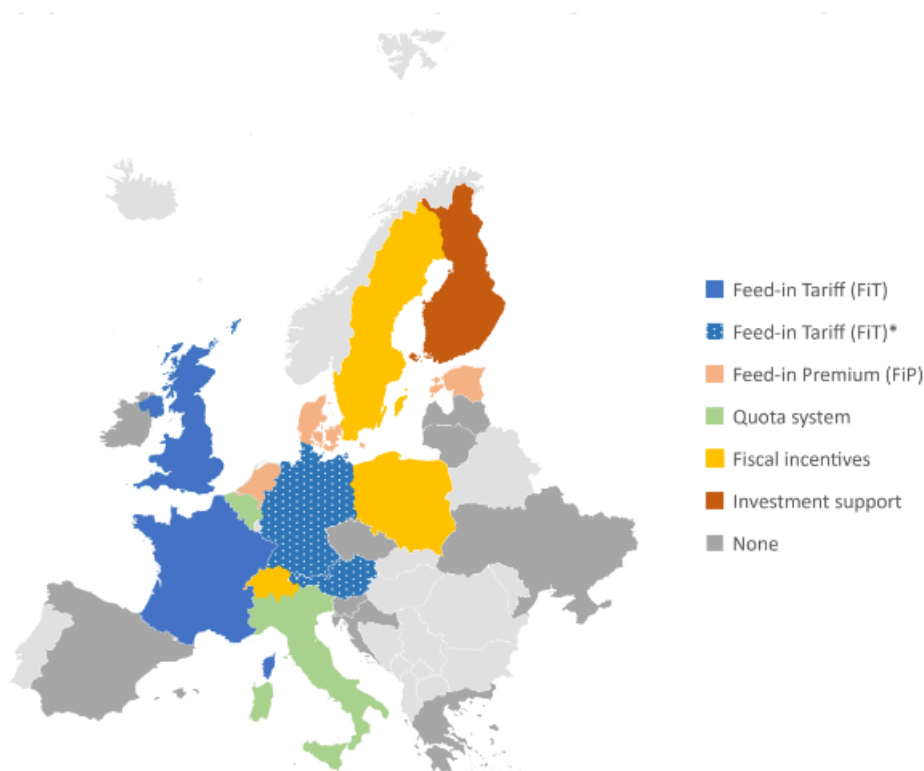 Feed-in Tariff (FiT)
Feed-in Tariff (FiT)*
Feed-in Premium (FiP)
Quota system
Fiscal incentives
Investment support
None